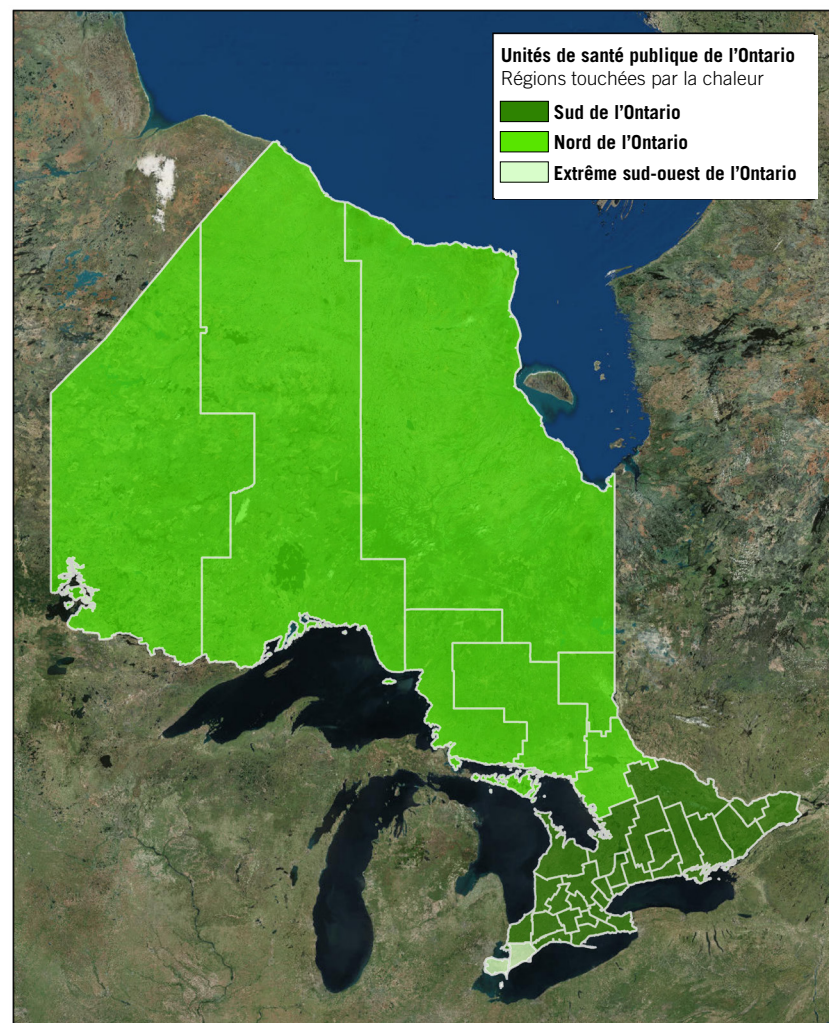 Unités de santé publique de l’Ontario
Régions touchées par la chaleur
Sud de l’Ontario
Nord de l’Ontario
Extrême sud-ouest de l’Ontario